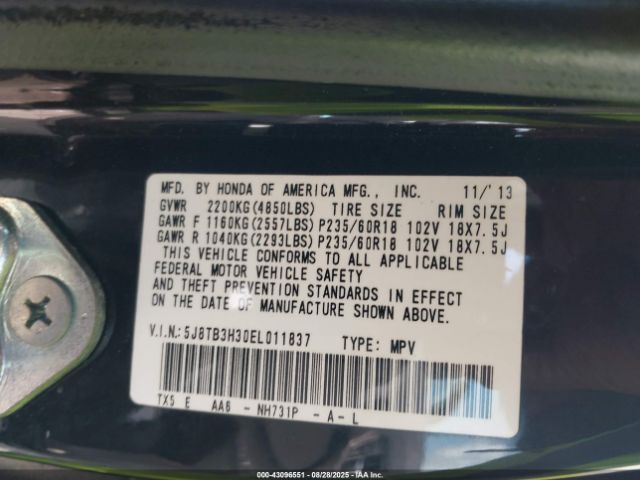 MFD. BY HONDA OF AMERICA MFG., INC. 11/'13
GVWR 2200KG(4850LBS) TIRE SIZE RIM SIZE
GAWR F 1160KG(2557LBS) P235/60R18 102V 18X7.5J
GAWR R 1040KG(2293LBS) P235/60R18 102V 18X7.5J
THIS VEHICLE CONFORMS TO ALL APPLICABLE
FEDERAL MOTOR VEHICLE SAFETY
AND THEFT PREVENTION STANDARDS IN EFFECT
ON THE DATE OF MANUFACTURE SHOWN ABOVE.
V.I.N.: 5J8TB3H30EL011837 TYPE: MPV
TX5 E AA6 - NH731P - A - L
000-43096551 - 08/28/2025 - IAA Inc.